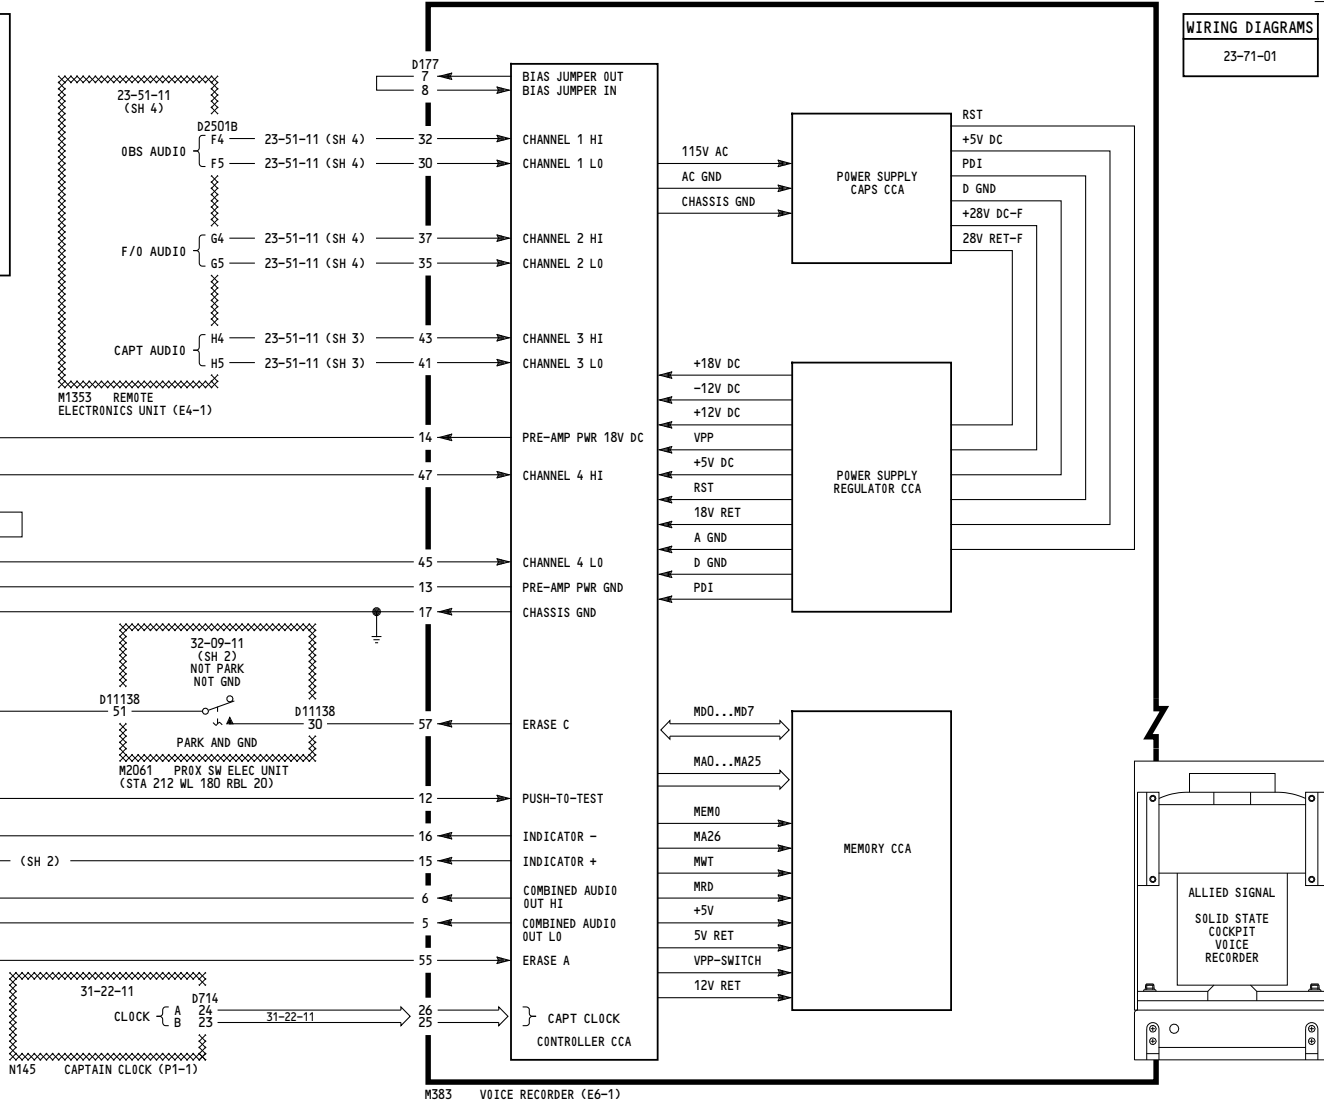 WIRING DIAGRAMS
23-71-01
23-51-11
(SH 4)
D2501B
OBS AUDIO
F4
23-51-11 (SH 4)
F5
23-51-11 (SH 4)
F/O AUDIO
G4
23-51-11 (SH 4)
G5
23-51-11 (SH 4)
CAPT AUDIO
H4
23-51-11 (SH 3)
H5
23-51-11 (SH 3)
M1353 REMOTE
ELECTRONICS UNIT (E4-1)
D177
7 BIAS JUMPER OUT
8 BIAS JUMPER IN
32 CHANNEL 1 HI
30 CHANNEL 1 LO
37 CHANNEL 2 HI
35 CHANNEL 2 LO
43 CHANNEL 3 HI
41 CHANNEL 3 LO
14 PRE-AMP PWR 18V DC
47 CHANNEL 4 HI
45 CHANNEL 4 LO
13 PRE-AMP PWR GND
17 CHASSIS GND
32-09-11
(SH 2)
NOT PARK
NOT GND
D11138
51
D11138
30
PARK AND GND
M2061 PROX SW ELEC UNIT
(STA 212 WL 180 RBL 20)
57 ERASE C
12 PUSH-TO-TEST
16 INDICATOR -
(SH 2)
15 INDICATOR +
6 COMBINED AUDIO
OUT HI
5 COMBINED AUDIO
OUT LO
55 ERASE A
31-22-11
D714
CLOCK
A 24
B 23
31-22-11
26
25
CAPT CLOCK
CONTROLLER CCA
N145 CAPTAIN CLOCK (P1-1)
M383 VOICE RECORDER (E6-1)
115V AC
AC GND
CHASSIS GND
POWER SUPPLY
CAPS CCA
RST
+5V DC
PDI
D GND
+28V DC-F
28V RET-F
+18V DC
-12V DC
+12V DC
VPP
+5V DC
RST
18V RET
A GND
D GND
PDI
POWER SUPPLY
REGULATOR CCA
MD0...MD7
MA0...MA25
MEMO
MA26
MWT
MRD
+5V
5V RET
VPP-SWITCH
12V RET
MEMORY CCA
ALLIED SIGNAL
SOLID STATE
COCKPIT
VOICE
RECORDER